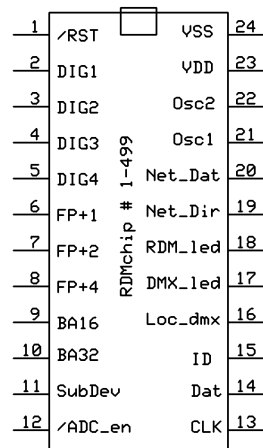 1 /RST VSS 24
2 DIG1 VDD 23
3 DIG2 Osc2 22
4 DIG3 Osc1 21
5 DIG4 Net_Dat 20
6 FP+1 Net_Dir 19
7 FP+2 RDM_led 18
8 FP+4 DMX_led 17
9 BA16 Loc_dmx 16
10 BA32 ID 15
11 SubDev Dat 14
12 /ADC_en CLK 13
RDMchip # 1-499